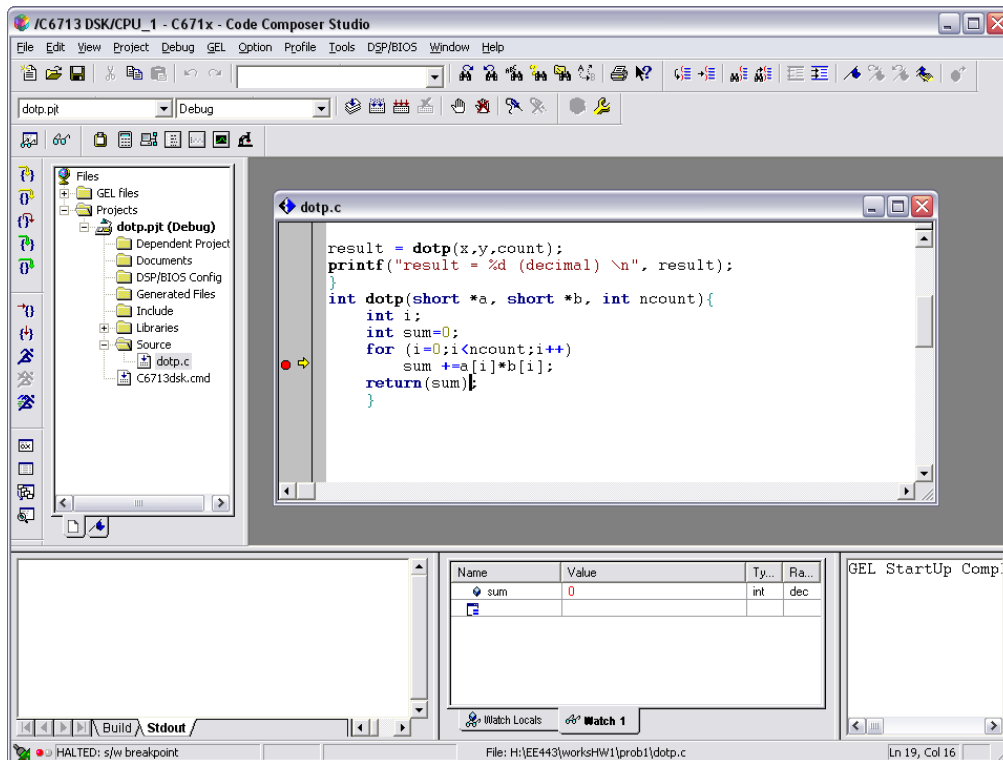 /C6713 DSK/CPU_1 - C671x - Code Composer Studio
File Edit View Project Debug GEL Option Profile Tools DSP/BIOS Window Help
dotp.pjt Debug
Files
GEL files
Projects
dotp.pjt (Debug)
Dependent Project
Documents
DSP/BIOS Config
Generated Files
Include
Libraries
Source
dotp.c
C6713dsk.cmd
dotp.c
result = dotp(x,y,count);
printf("result = %d (decimal) \n", result);
}
int dotp(short *a, short *b, int ncount){
int i;
int sum=0;
for (i=0;i<ncount;i++)
sum +=a[i]*b[i];
return(sum);
}
Build Stdout
Name Value Ty... Ra...
sum 0 int dec
Watch Locals Watch 1
GEL StartUp Compl
HALTED: s/w breakpoint File: H:\EE443\worksHW1\prob1\dotp.c Ln 19, Col 16